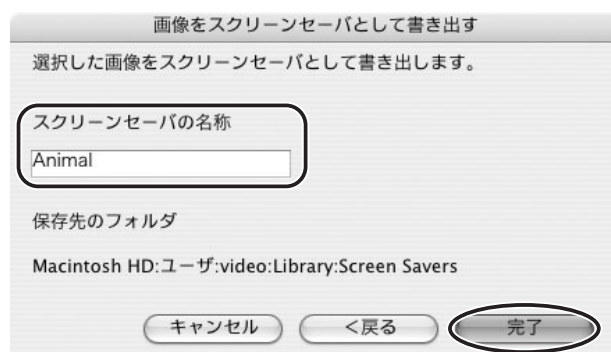 画像をスクリーンセーバとして書き出す
選択した画像をスクリーンセーバとして書き出します。
スクリーンセーバの名称
Animal
保存先のフォルダ
Macintosh HD:ユーザ:video:Library:Screen Savers
キャンセル <戻る 完了